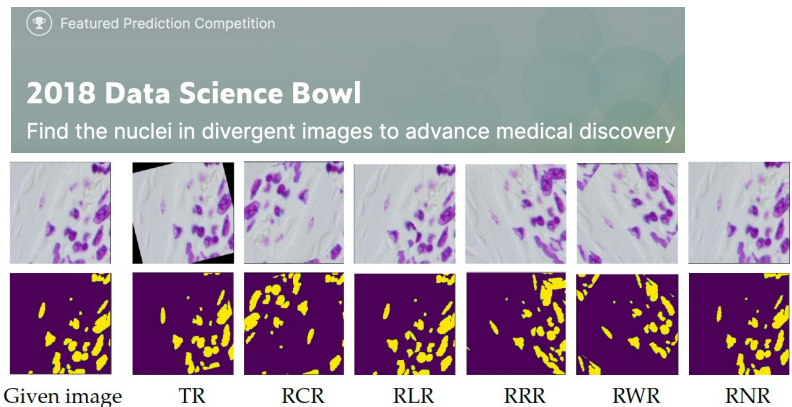 Featured Prediction Competition
2018 Data Science Bowl
Find the nuclei in divergent images to advance medical discovery
Given image TR RCR RLR RRR RWR RNR